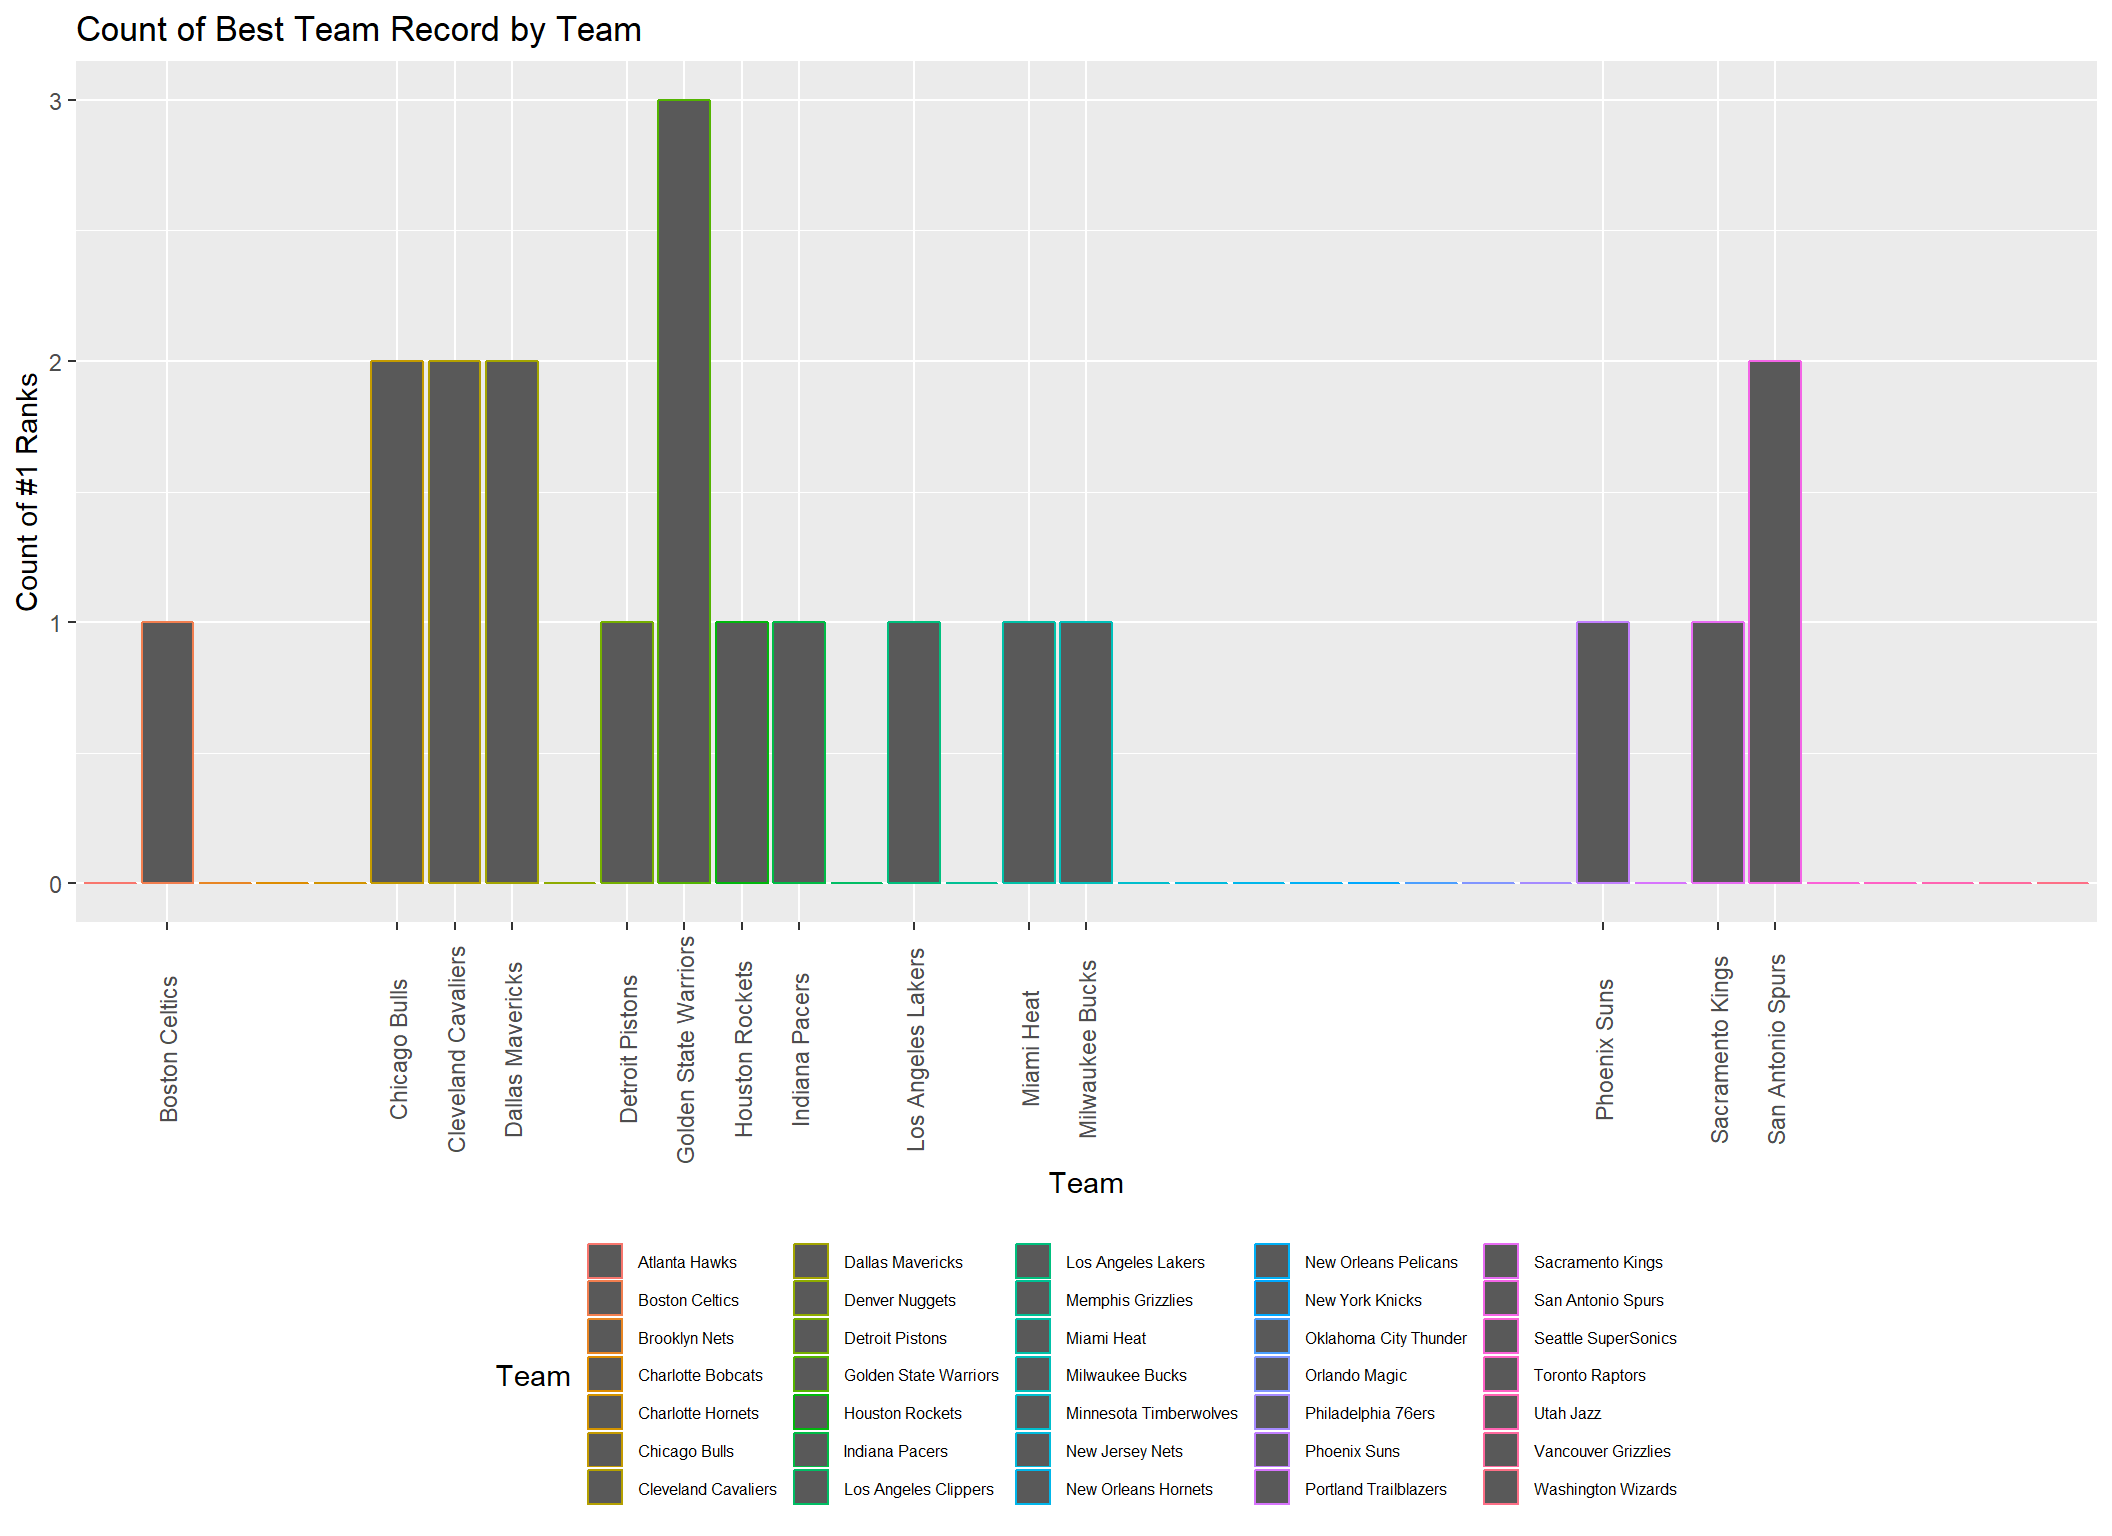 Count of Best Team Record by Team
Count of #1 Ranks
3
2
1
0
Boston Celtics
Chicago Bulls
Cleveland Cavaliers
Dallas Mavericks
Detroit Pistons
Golden State Warriors
Houston Rockets
Indiana Pacers
Los Angeles Lakers
Miami Heat
Milwaukee Bucks
Phoenix Suns
Sacramento Kings
San Antonio Spurs
Team
Team
Atlanta Hawks
Boston Celtics
Brooklyn Nets
Charlotte Bobcats
Charlotte Hornets
Chicago Bulls
Cleveland Cavaliers
Dallas Mavericks
Denver Nuggets
Detroit Pistons
Golden State Warriors
Houston Rockets
Indiana Pacers
Los Angeles Clippers
Los Angeles Lakers
Memphis Grizzlies
Miami Heat
Milwaukee Bucks
Minnesota Timberwolves
New Jersey Nets
New Orleans Hornets
New Orleans Pelicans
New York Knicks
Oklahoma City Thunder
Orlando Magic
Philadelphia 76ers
Phoenix Suns
Portland Trailblazers
Sacramento Kings
San Antonio Spurs
Seattle SuperSonics
Toronto Raptors
Utah Jazz
Vancouver Grizzlies
Washington Wizards